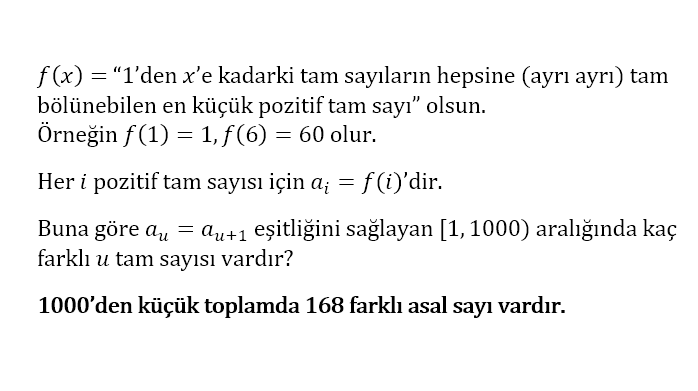 f(x) = “1’den x’e kadarki tam sayıların hepsine (ayrı ayrı) tam
bölünebilen en küçük pozitif tam sayı” olsun.
Örneğin f(1) = 1, f(6) = 60 olur.
Her i pozitif tam sayısı için aᵢ = f(i)’dir.
Buna göre a_u = a_{u+1} eşitliğini sağlayan [1, 1000) aralığında kaç
farklı u tam sayısı vardır?
1000’den küçük toplamda 168 farklı asal sayı vardır.